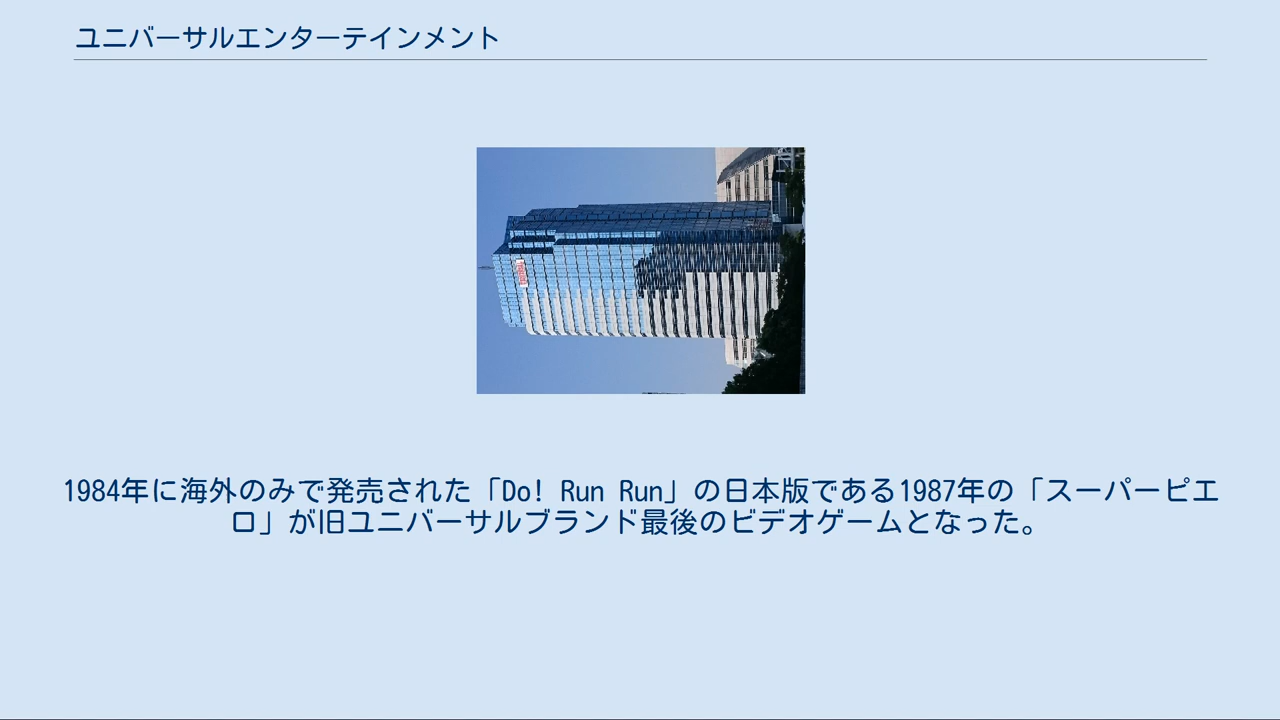 ユニバーサルエンターテインメント
1984年に海外のみで発売された「Do! Run Run」の日本版である1987年の「スーパーピエ
ロ」が旧ユニバーサルブランド最後のビデオゲームとなった。